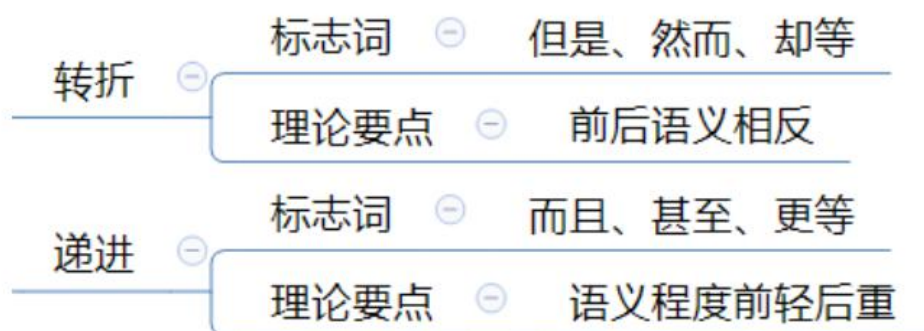 转折
标志词 但是、然而、却等
理论要点 前后语义相反
递进
标志词 而且、甚至、更等
理论要点 语义程度前轻后重